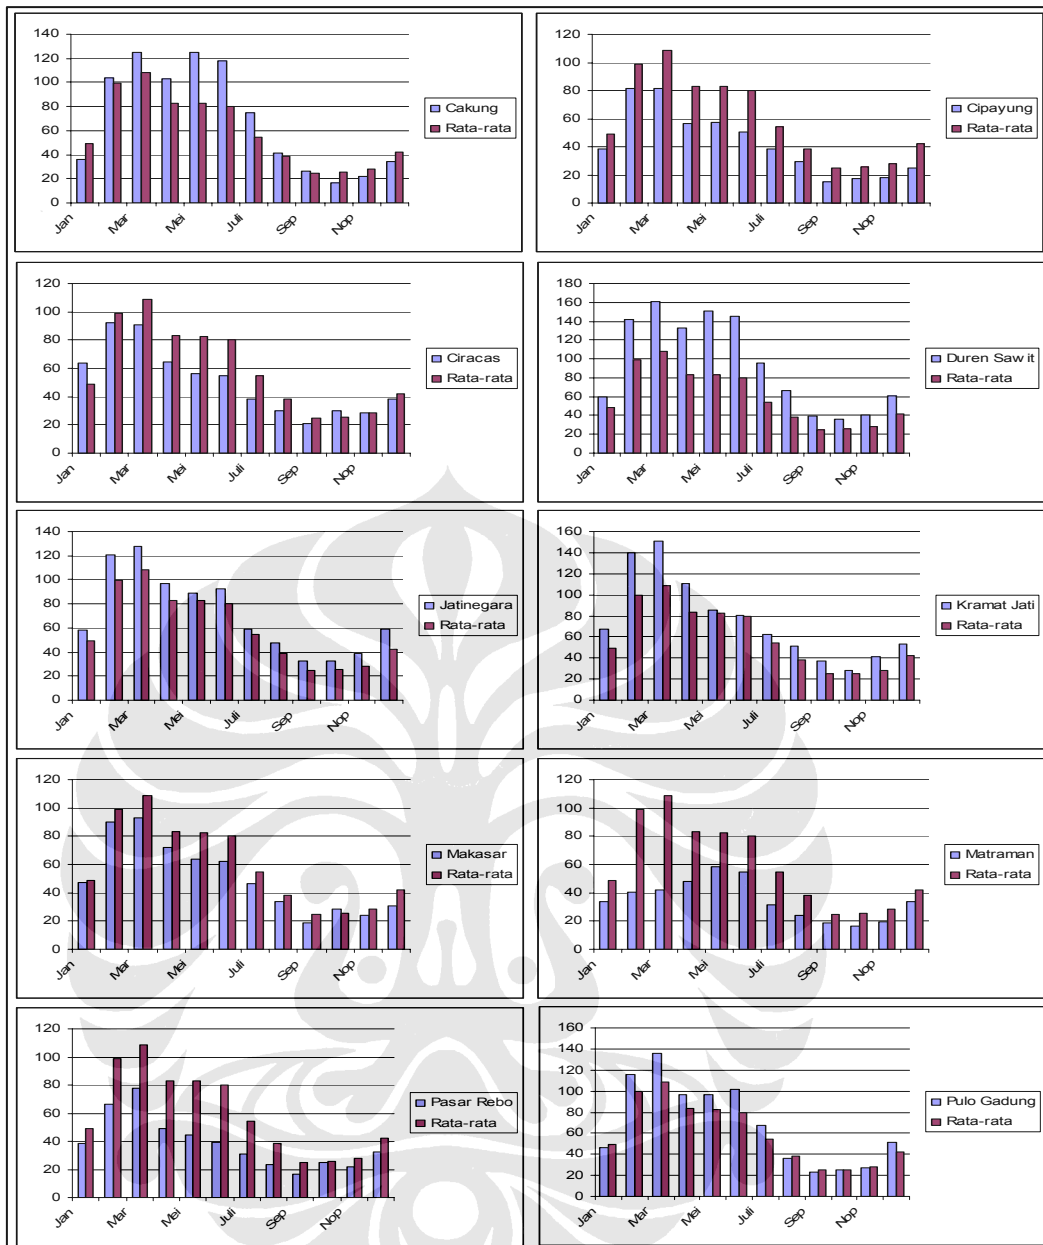 140
120
100
80
60
40
20
0
Jan
Mar
Mei
Juli
Sep
Nop
Cakung
Rata-rata
120
100
80
60
40
20
0
Jan
Mar
Mei
Juli
Sep
Nop
Cipayung
Rata-rata
120
100
80
60
40
20
0
Jan
Mar
Mei
Juli
Sep
Nop
Ciracas
Rata-rata
180
160
140
120
100
80
60
40
20
0
Jan
Mar
Mei
Juli
Sep
Nop
Duren Sawit
Rata-rata
140
120
100
80
60
40
20
0
Jan
Mar
Mei
Juli
Sep
Nop
Jatinegara
Rata-rata
160
140
120
100
80
60
40
20
0
Jan
Mar
Mei
Juli
Sep
Nop
Kramat Jati
Rata-rata
120
100
80
60
40
20
0
Jan
Mar
Mei
Juli
Sep
Nop
Makasar
Rata-rata
120
100
80
60
40
20
0
Jan
Mar
Mei
Juli
Sep
Nop
Matraman
Rata-rata
120
100
80
60
40
20
0
Jan
Mar
Mei
Juli
Sep
Nop
Pasar Rebo
Rata-rata
160
140
120
100
80
60
40
20
0
Jan
Mar
Mei
Juli
Sep
Nop
Pulo Gadung
Rata-rata